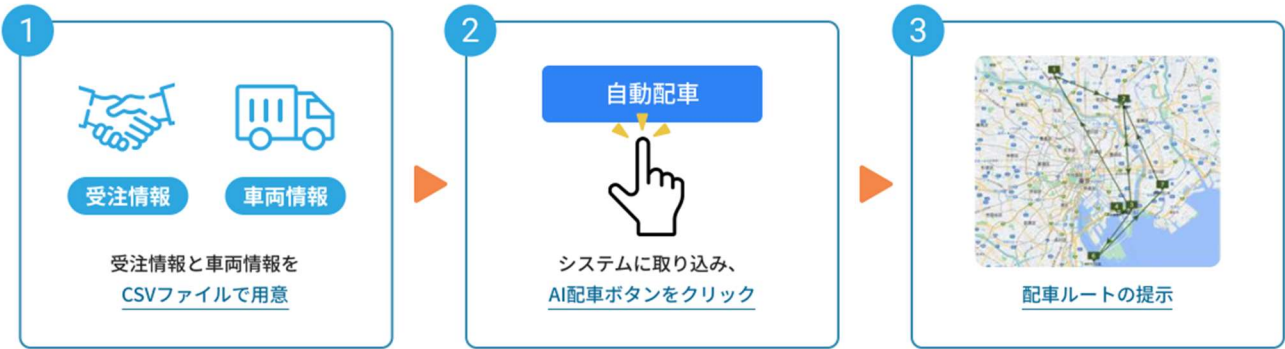 1
受注情報
車両情報
受注情報と車両情報を
CSVファイルで用意
2
自動配車
システムに取り込み、
AI配車ボタンをクリック
3
配車ルートの提示